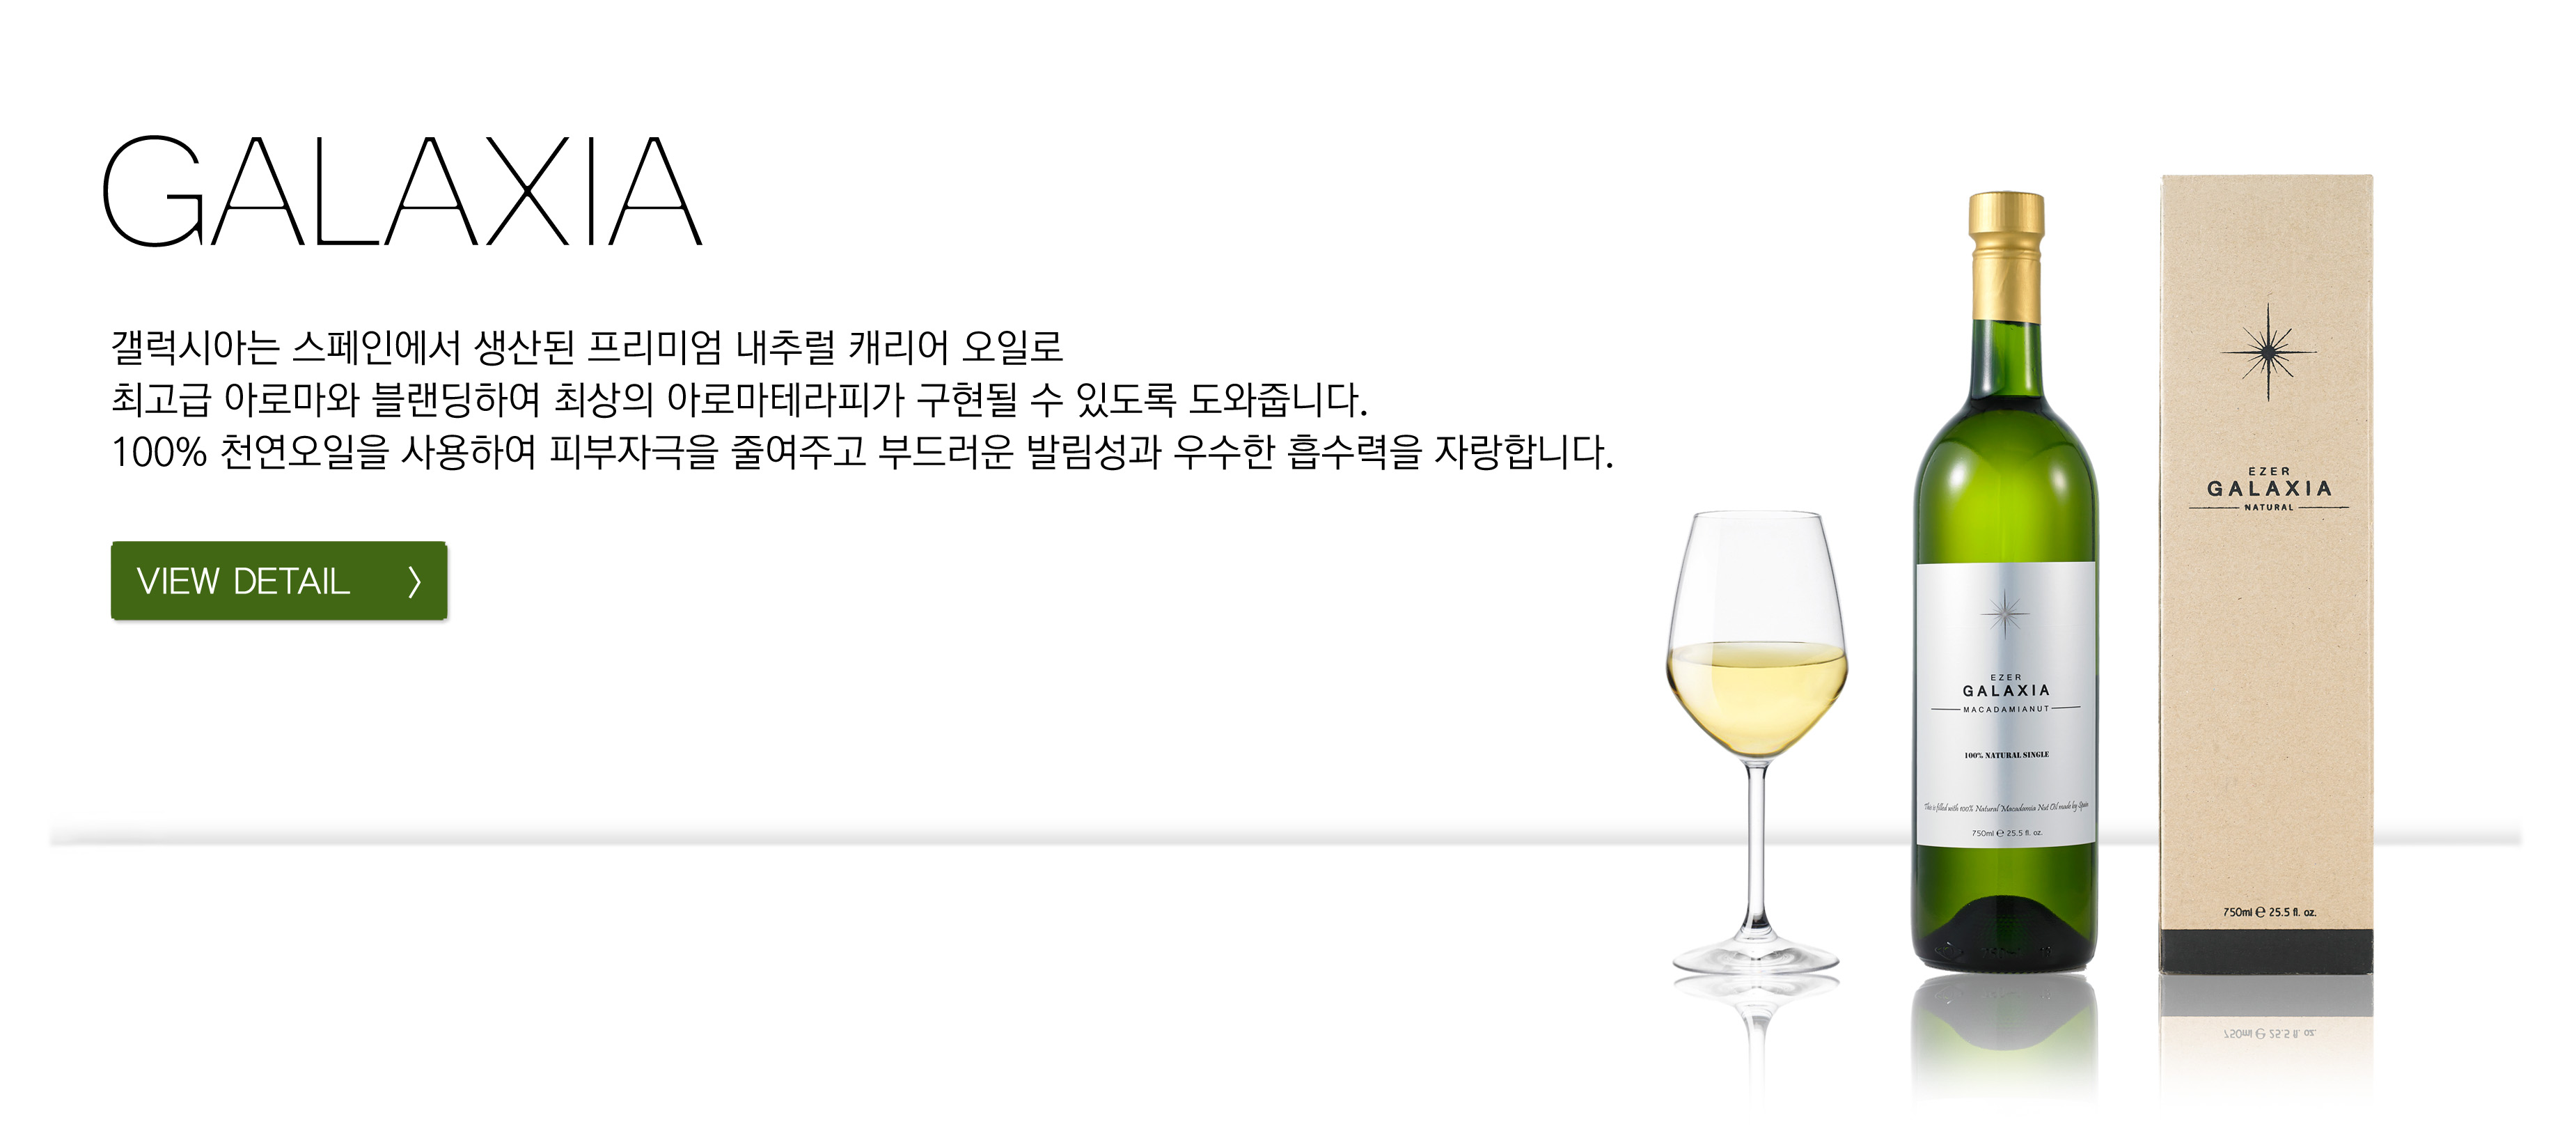 GALAXIA
갤럭시아는 스페인에서 생산된 프리미엄 내추럴 캐리어 오일로
최고급 아로마와 블랜딩하여 최상의 아로마테라피가 구현될 수 있도록 도와줍니다.
100% 천연오일을 사용하여 피부자극을 줄여주고 부드러운 발림성과 우수한 흡수력을 자랑합니다.
VIEW DETAIL >
EZER
GALAXIA
MACADAMIANUT
100% NATURAL SINGLE
This is filled with 100% Natural Macadamia Nut Oil made by Spain
750ml ℮ 25.5 fl. oz.
EZER
GALAXIA
NATURAL
750ml ℮ 25.5 fl. oz.